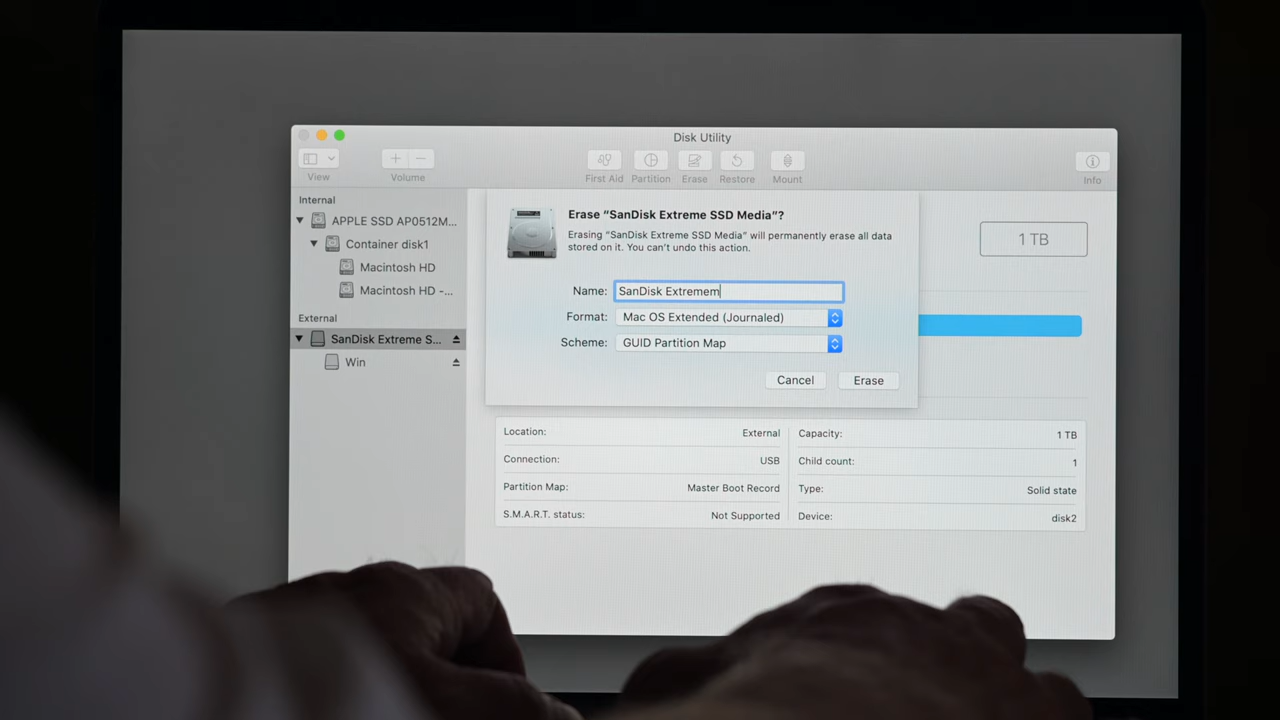 Disk Utility
View
Volume
First Aid
Partition
Erase
Restore
Mount
Info
Internal
APPLE SSD AP0512M...
Container disk1
Macintosh HD
Macintosh HD -...
External
SanDisk Extreme S...
Win
Erase “SanDisk Extreme SSD Media”?
Erasing “SanDisk Extreme SSD Media” will permanently erase all data
stored on it. You can’t undo this action.
Name: SanDisk Extremem
Format: Mac OS Extended (Journaled)
Scheme: GUID Partition Map
Cancel
Erase
1 TB
Location: External
Connection: USB
Partition Map: Master Boot Record
S.M.A.R.T. status: Not Supported
Capacity: 1 TB
Child count: 1
Type: Solid state
Device: disk2